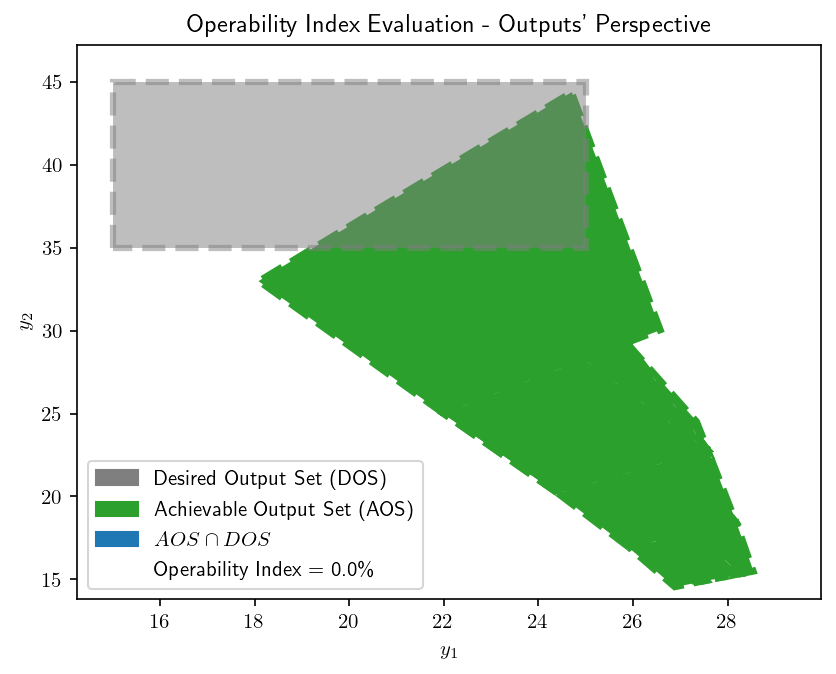 Operability Index Evaluation - Outputs' Perspective
45
40
35
30
25
20
15
y₂
Desired Output Set (DOS)
Achievable Output Set (AOS)
AOS ∩ DOS
Operability Index = 0.0%
16 18 20 22 24 26 28
y₁